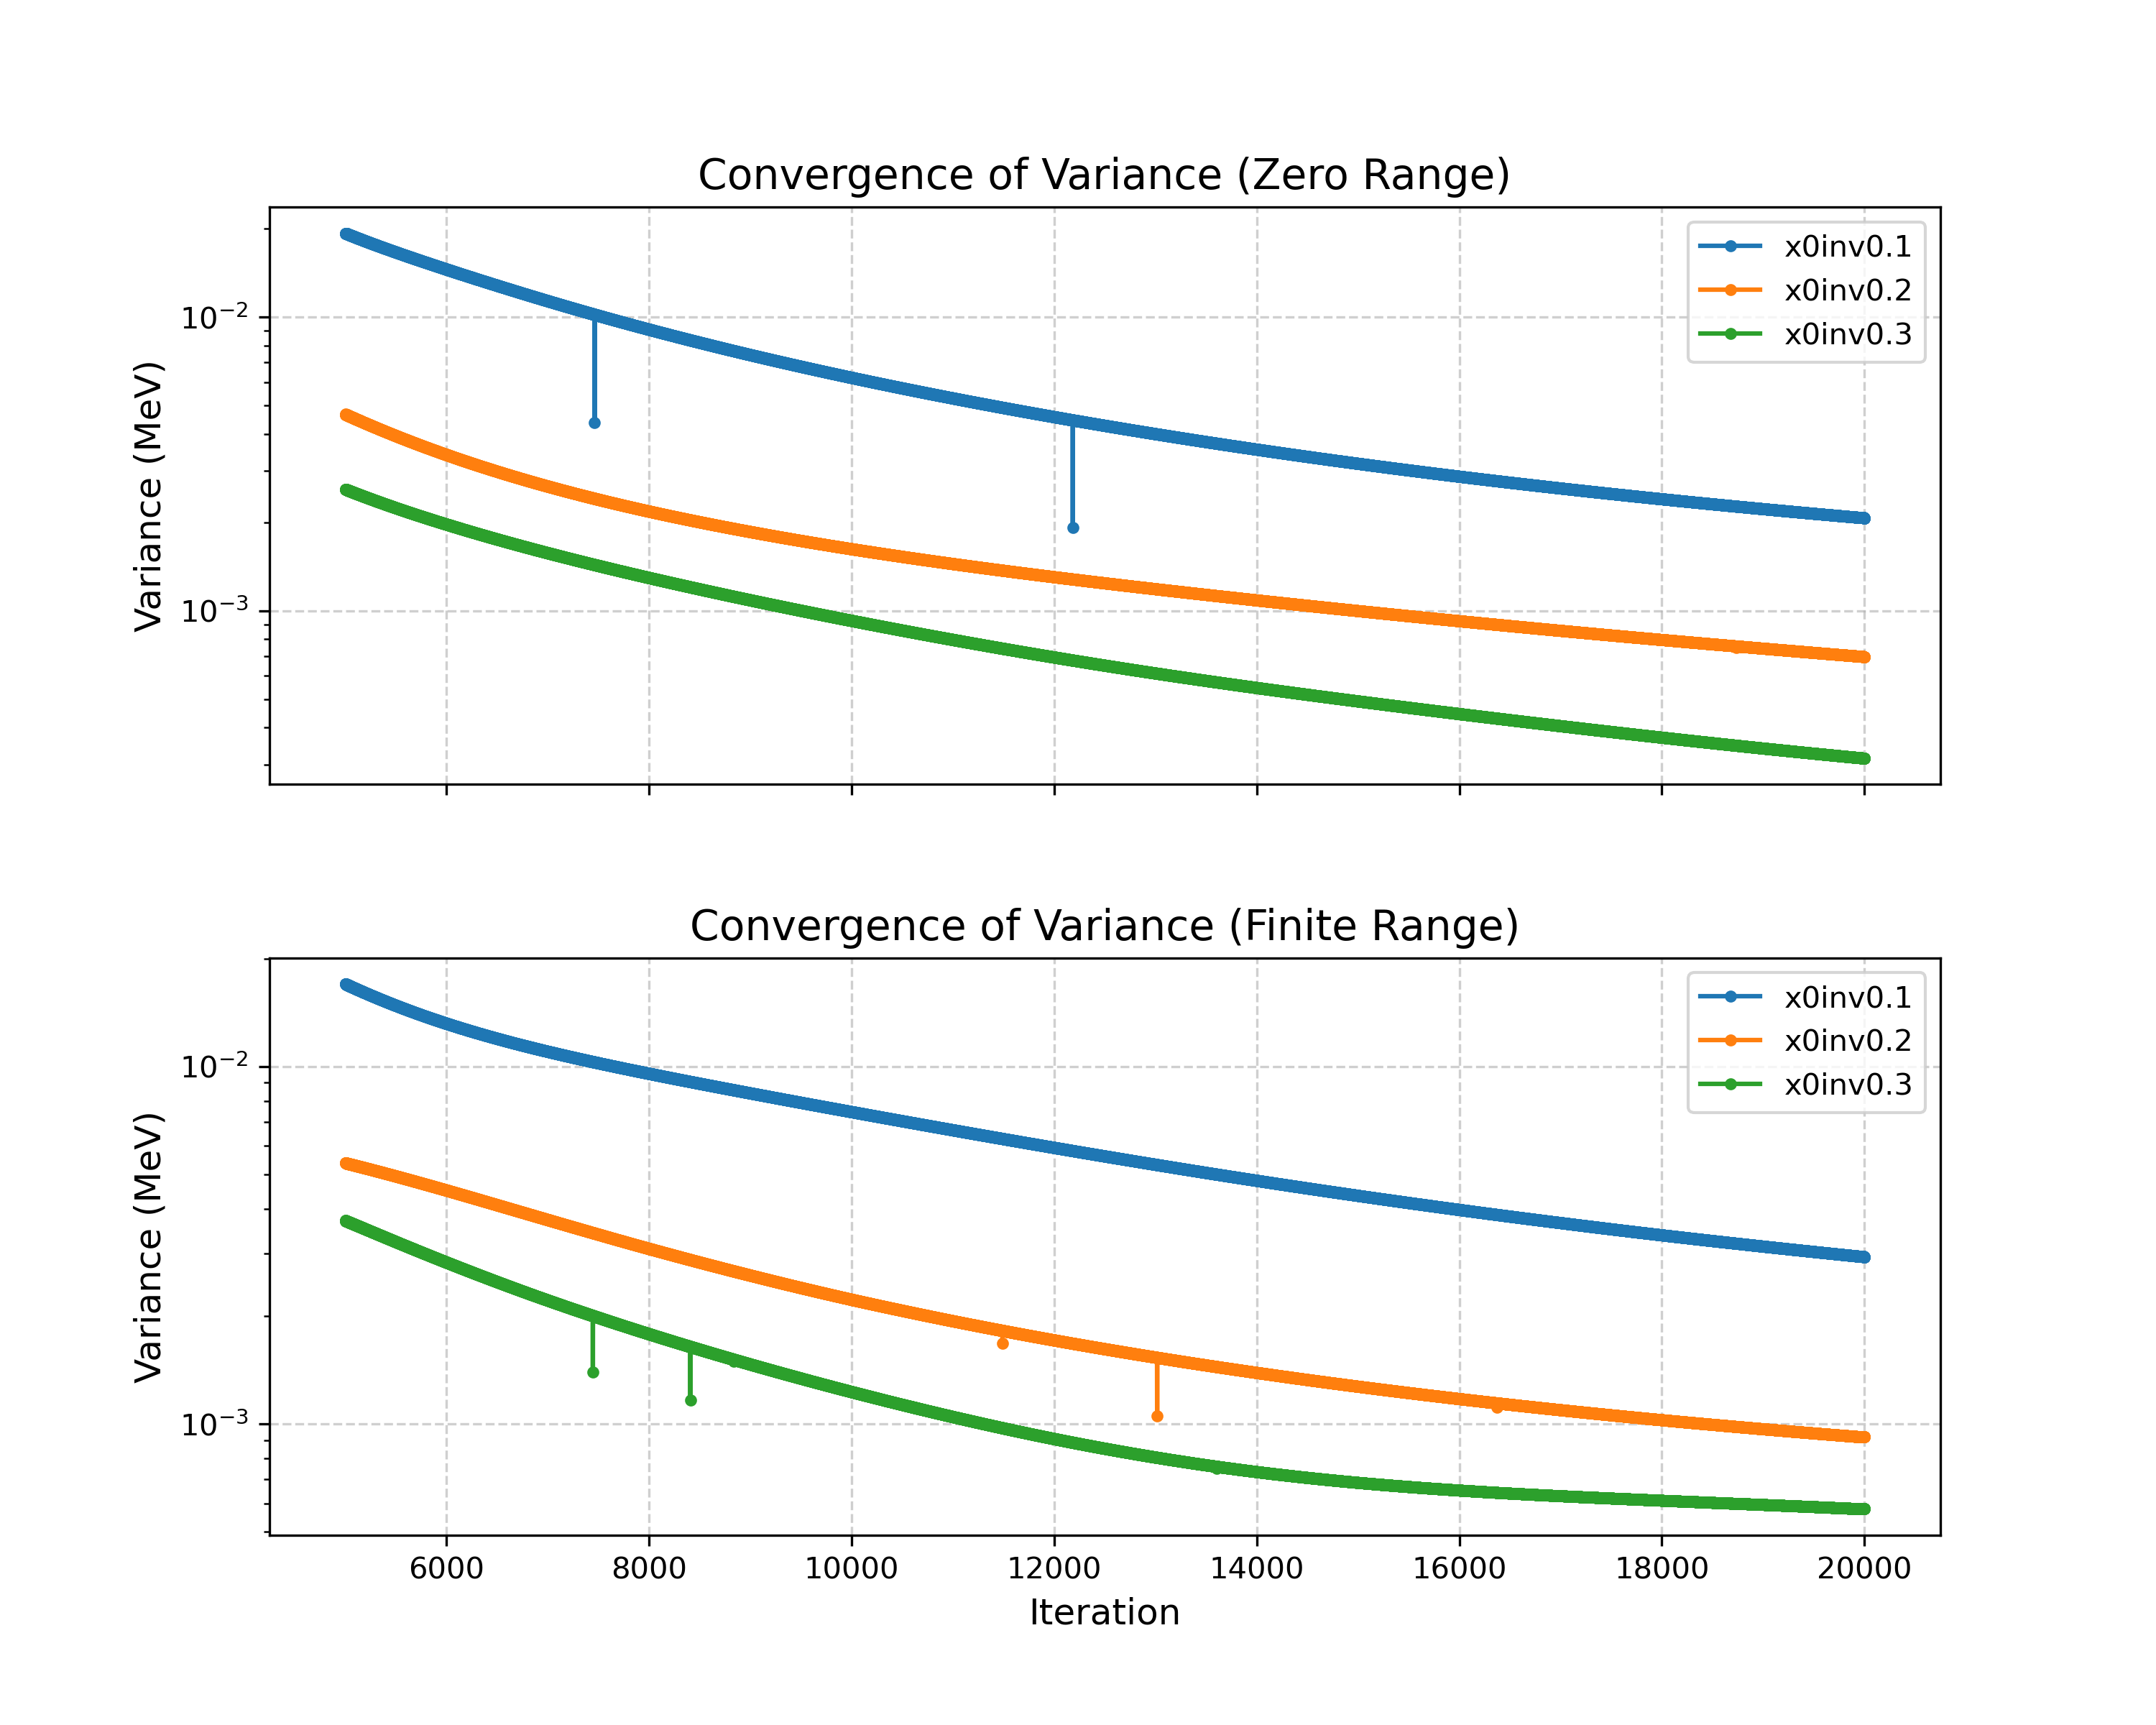 Convergence of Variance (Zero Range)
Variance (MeV)
10⁻²
10⁻³
x0inv0.1
x0inv0.2
x0inv0.3
Convergence of Variance (Finite Range)
Variance (MeV)
10⁻²
10⁻³
x0inv0.1
x0inv0.2
x0inv0.3
6000 8000 10000 12000 14000 16000 18000 20000
Iteration